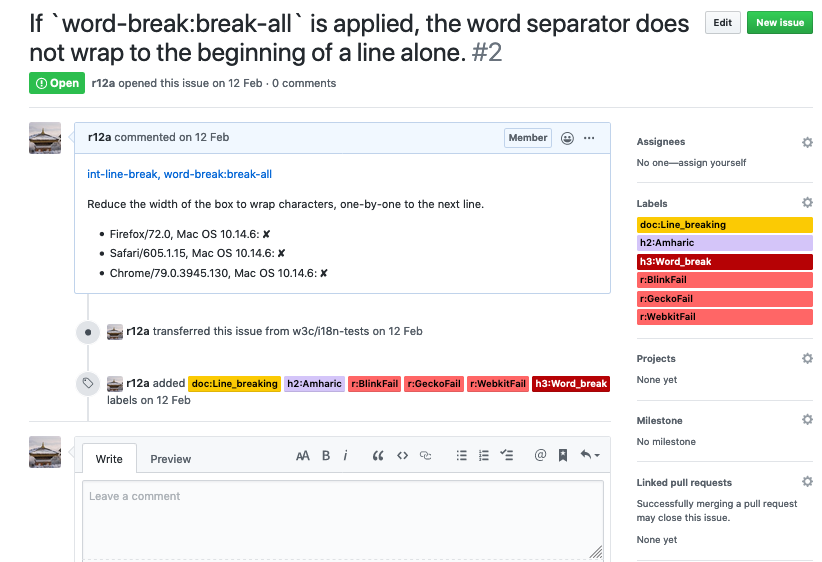 If `word-break:break-all` is applied, the word separator does
not wrap to the beginning of a line alone. #2
Edit
New issue
Open
r12a opened this issue on 12 Feb · 0 comments
r12a commented on 12 Feb
Member
int-line-break, word-break:break-all
Reduce the width of the box to wrap characters, one-by-one to the next line.
• Firefox/72.0, Mac OS 10.14.6: ✘
• Safari/605.1.15, Mac OS 10.14.6: ✘
• Chrome/79.0.3945.130, Mac OS 10.14.6: ✘
r12a transferred this issue from w3c/i18n-tests on 12 Feb
r12a added doc:Line_breaking h2:Amharic r:BlinkFail r:GeckoFail r:WebkitFail h3:Word_break
labels on 12 Feb
Write
Preview
AA B i
Leave a comment
Assignees
No one—assign yourself
Labels
doc:Line_breaking
h2:Amharic
h3:Word_break
r:BlinkFail
r:GeckoFail
r:WebkitFail
Projects
None yet
Milestone
No milestone
Linked pull requests
Successfully merging a pull request
may close this issue.
None yet